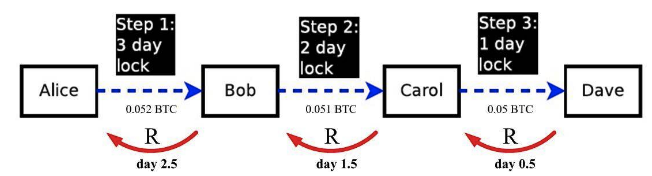 Step 1:
3 day
lock
Step 2:
2 day
lock
Step 3:
1 day
lock
Alice
Bob
Carol
Dave
0.052 BTC
0.051 BTC
0.05 BTC
R
R
R
day 2.5
day 1.5
day 0.5